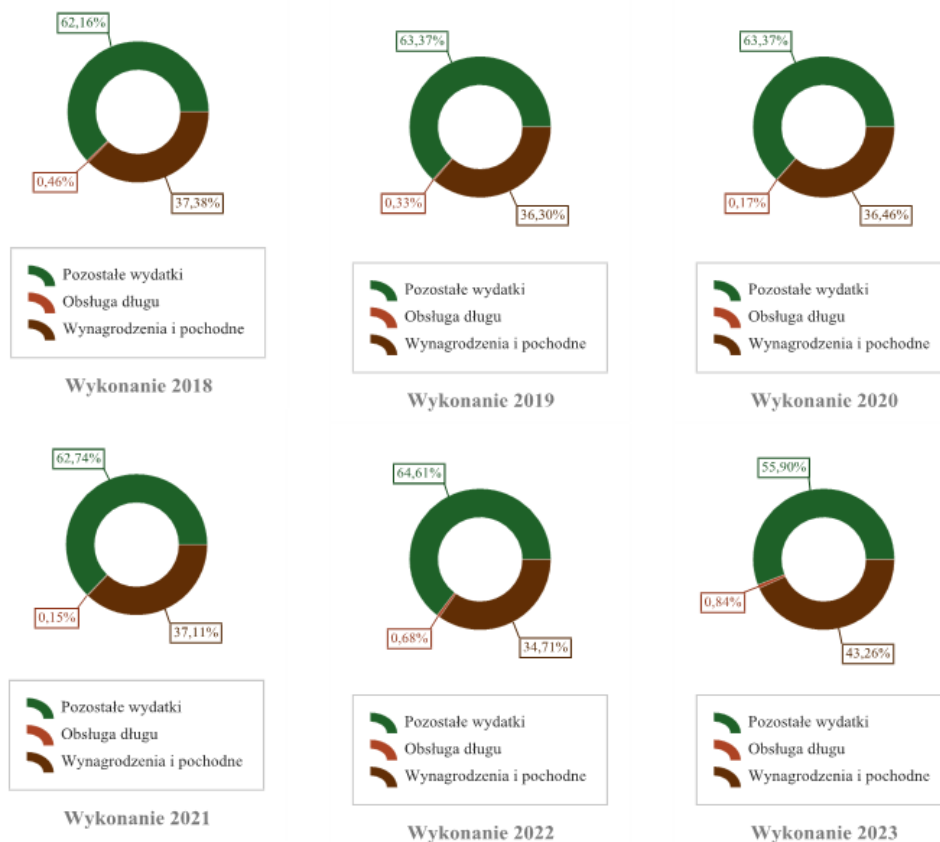 62,16%
0,46%
37,38%
Pozostałe wydatki
Obsługa długu
Wynagrodzenia i pochodne
Wykonanie 2018
63,37%
0,33%
36,30%
Pozostałe wydatki
Obsługa długu
Wynagrodzenia i pochodne
Wykonanie 2019
63,37%
0,17%
36,46%
Pozostałe wydatki
Obsługa długu
Wynagrodzenia i pochodne
Wykonanie 2020
62,74%
0,15%
37,11%
Pozostałe wydatki
Obsługa długu
Wynagrodzenia i pochodne
Wykonanie 2021
64,61%
0,68%
34,71%
Pozostałe wydatki
Obsługa długu
Wynagrodzenia i pochodne
Wykonanie 2022
55,90%
0,84%
43,26%
Pozostałe wydatki
Obsługa długu
Wynagrodzenia i pochodne
Wykonanie 2023